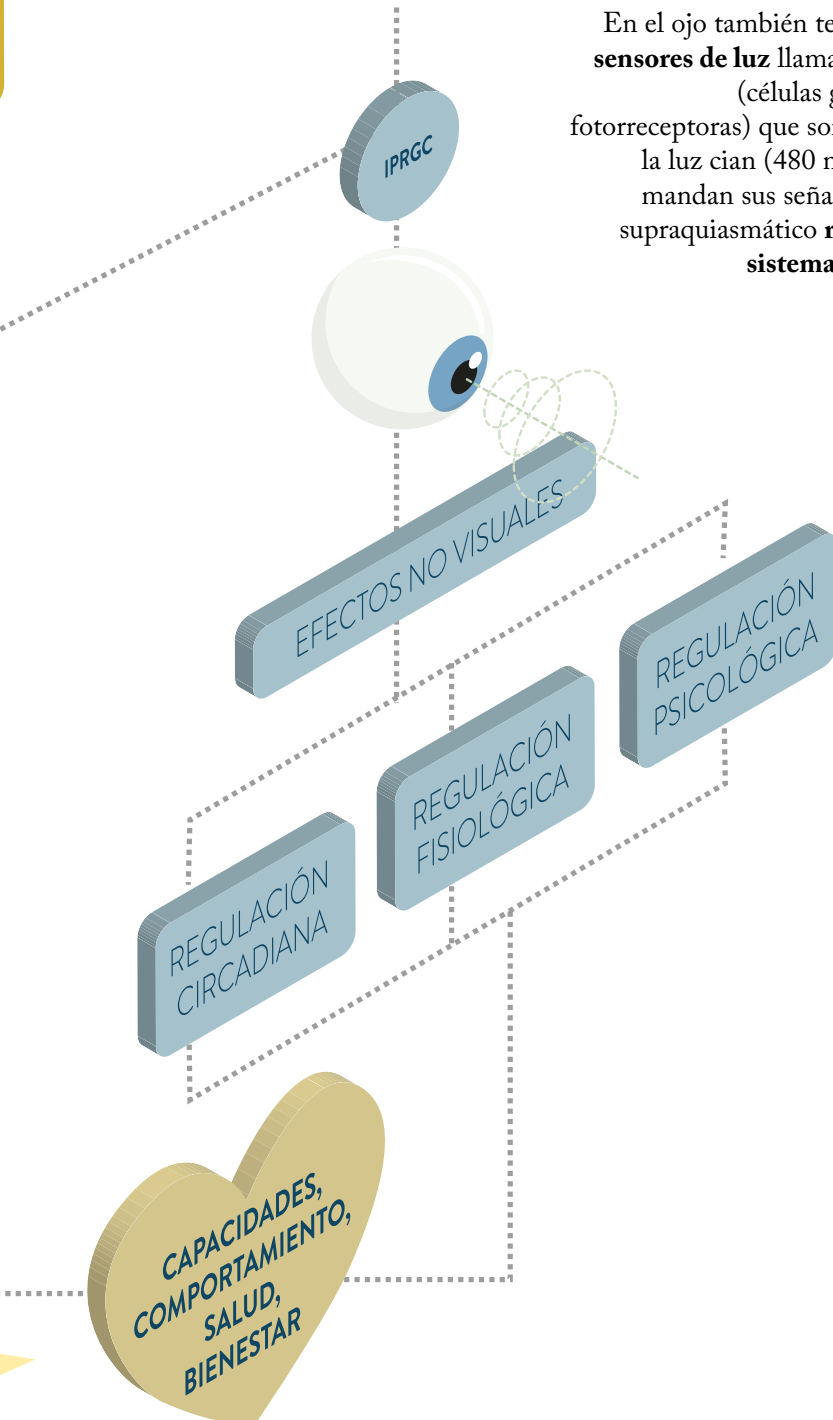 En el ojo también te
sensores de luz llama
(células g
fotorreceptoras) que so
la luz cian (480 n
mandan sus seña
supraquiasmático r
sistema
IPRGC
EFECTOS NO VISUALES
REGULACIÓN
PSICOLÓGICA
REGULACIÓN
FISIOLÓGICA
REGULACIÓN
CIRCADIANA
CAPACIDADES,
COMPORTAMIENTO,
SALUD,
BIENESTAR